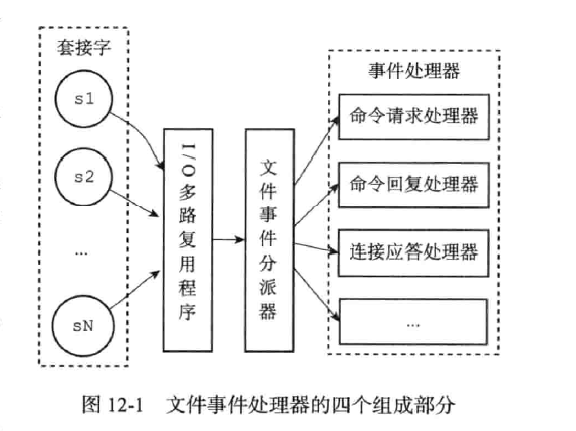 套接字
s1
s2
...
sN
I/O多路复用程序
文件事件分派器
事件处理器
命令请求处理器
命令回复处理器
连接应答处理器
...
图 12-1 文件事件处理器的四个组成部分